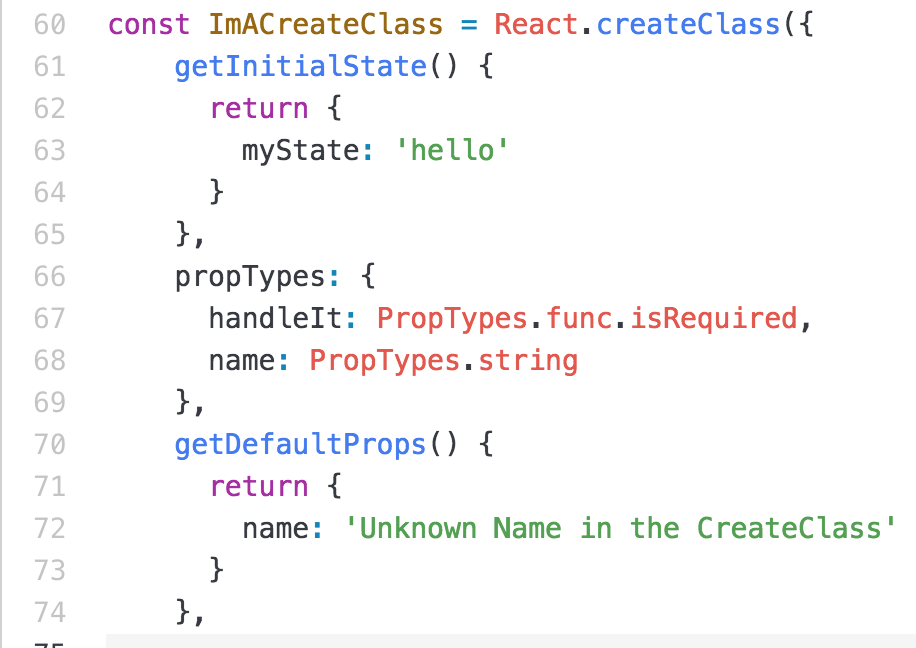 60 const ImACreateClass = React.createClass({
61 getInitialState() {
62 return {
63 myState: 'hello'
64 }
65 },
66 propTypes: {
67 handleIt: PropTypes.func.isRequired,
68 name: PropTypes.string
69 },
70 getDefaultProps() {
71 return {
72 name: 'Unknown Name in the CreateClass'
73 }
74 },
75